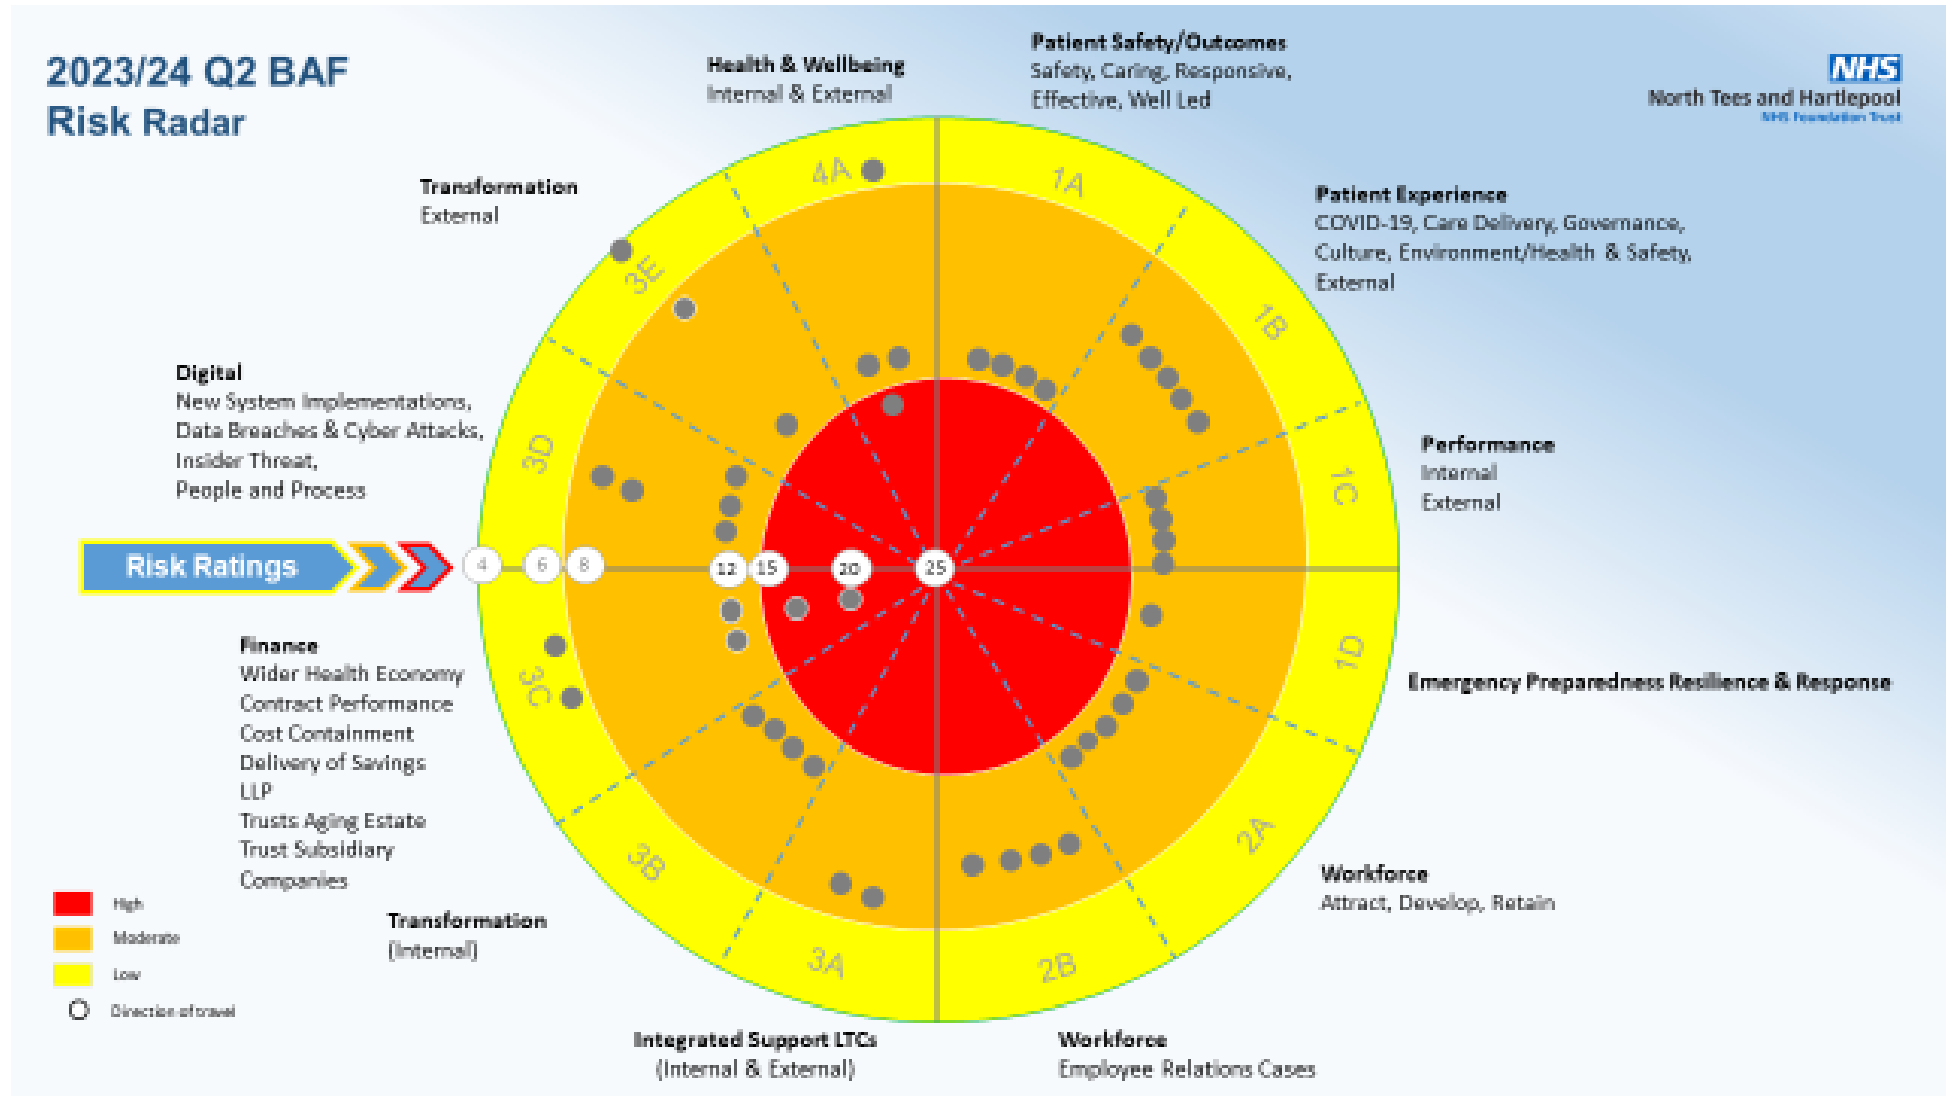 2023/24 Q2 BAF
Risk Radar
Health & Wellbeing
Internal & External
Patient Safety/Outcomes
Safety, Caring, Responsive,
Effective, Well Led
NHS
North Tees and Hartlepool
NHS Foundation Trust
Transformation
External
Patient Experience
COVID-19, Care Delivery, Governance,
Culture, Environment/Health & Safety,
External
4A
1A
3E
1B
Digital
New System Implementations,
Data Breaches & Cyber Attacks,
Insider Threat,
People and Process
3D
1C
Performance
Internal
External
Risk Ratings
4
6
8
12
15
20
25
Finance
Wider Health Economy
Contract Performance
Cost Containment
Delivery of Savings
LLP
Trusts Aging Estate
Trust Subsidiary
Companies
3C
1D
Emergency Preparedness Resilience & Response
3B
2A
Workforce
Attract, Develop, Retain
High
Moderate
Low
Direction of travel
Transformation
(Internal)
3A
2B
Integrated Support LTCs
(Internal & External)
Workforce
Employee Relations Cases